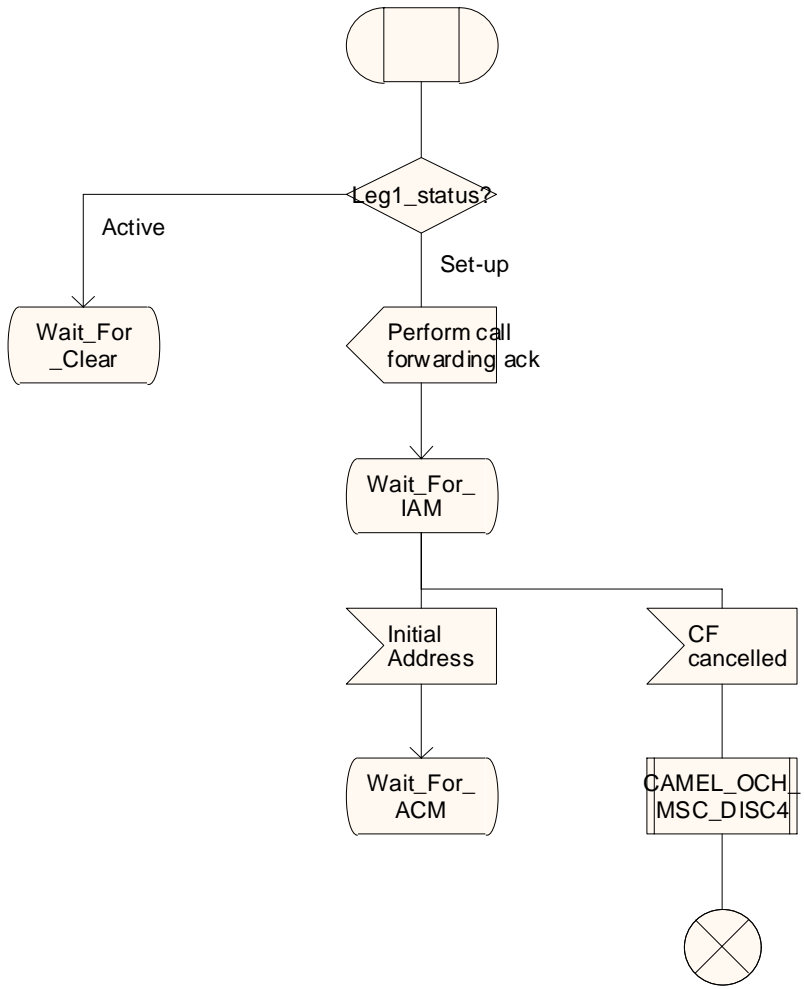 Leg1_status?
Active
Set-up
Wait_For
_Clear
Perform call
forwarding ack
Wait_For_
IAM
Initial
Address
CF
cancelled
Wait_For_
ACM
CAMEL_OCH_
MSC_DISC4